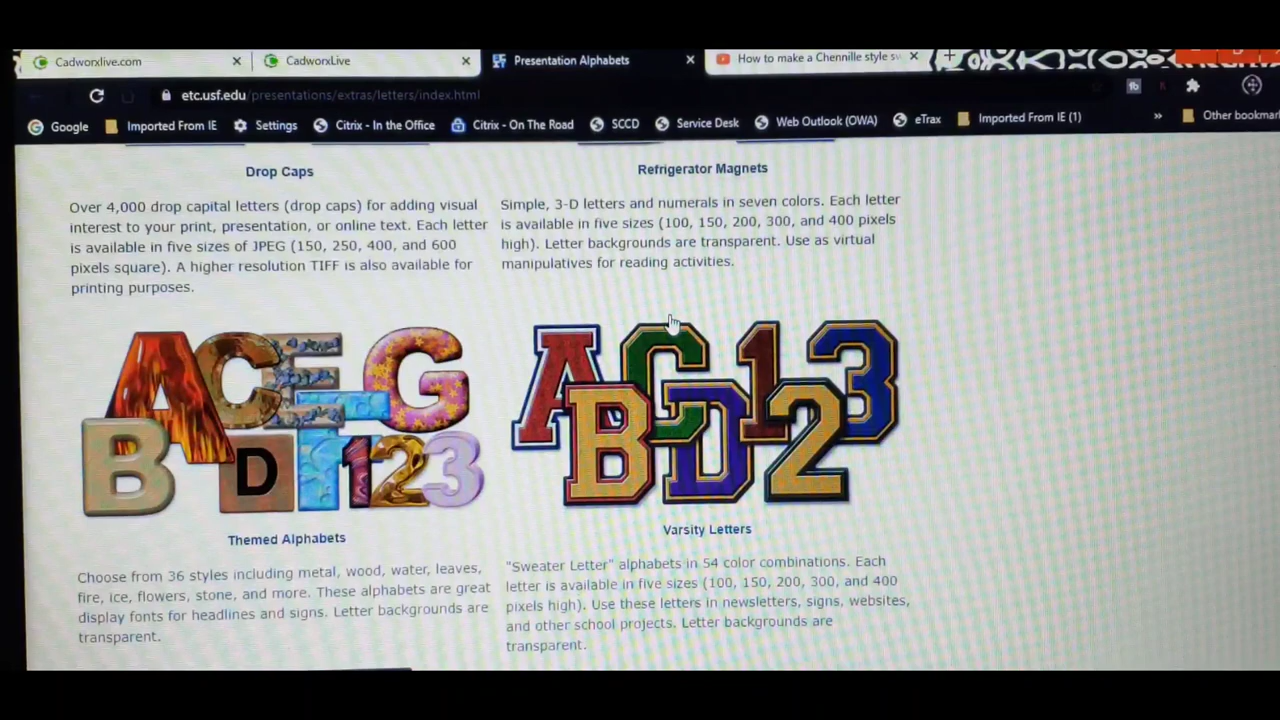 Cadworxlive.com
CadworxLive
Presentation Alphabets
How to make a Chennille style sv
etc.usf.edu/presentations/extras/letters/index.html
Google
Imported From IE
Settings
Citrix - In the Office
Citrix - On The Road
SCCD
Service Desk
Web Outlook (OWA)
eTrax
Imported From IE (1)
Other bookmar
Drop Caps
Over 4,000 drop capital letters (drop caps) for adding visual
interest to your print, presentation, or online text. Each letter
is available in five sizes of JPEG (150, 250, 400, and 600
pixels square). A higher resolution TIFF is also available for
printing purposes.
Refrigerator Magnets
Simple, 3-D letters and numerals in seven colors. Each letter
is available in five sizes (100, 150, 200, 300, and 400 pixels
high). Letter backgrounds are transparent. Use as virtual
manipulatives for reading activities.
A C E G
B D 1 2 3
Themed Alphabets
Choose from 36 styles including metal, wood, water, leaves,
fire, ice, flowers, stone, and more. These alphabets are great
display fonts for headlines and signs. Letter backgrounds are
transparent.
A C 1 3
B D 2
Varsity Letters
"Sweater Letter" alphabets in 54 color combinations. Each
letter is available in five sizes (100, 150, 200, 300, and 400
pixels high). Use these letters in newsletters, signs, websites,
and other school projects. Letter backgrounds are
transparent.